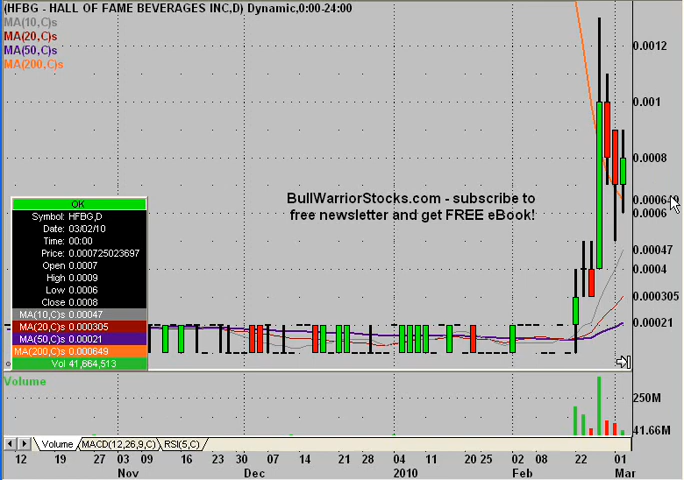 (HFBG - HALL OF FAME BEVERAGES INC,D) Dynamic,0:00-24:00
MA(10,C)s
MA(20,C)s
MA(50,C)s
MA(200,C)s
0.0012
0.001
0.0008
0.0006
0.00047
0.0004
0.000305
0.00021
BullWarriorStocks.com - subscribe to
free newsletter and get FREE eBook!
OK
Symbol: HFBG,D
Date: 03/02/10
Time: 00:00
Price: 0.000725023697
Open 0.0007
High 0.0009
Low 0.0006
Close 0.0008
MA(10,C)s 0.00047
MA(20,C)s 0.000305
MA(50,C)s 0.00021
MA(200,C)s 0.000649
Vol 41,664,513
Volume
250M
41.66M
Volume MACD(12,26,9,C) RSI(5,C)
12 19 27 03 09 16 23 30 07 14 21 28 04 11 20 25 02 08 22 01
Nov Dec 2010 Feb Mar